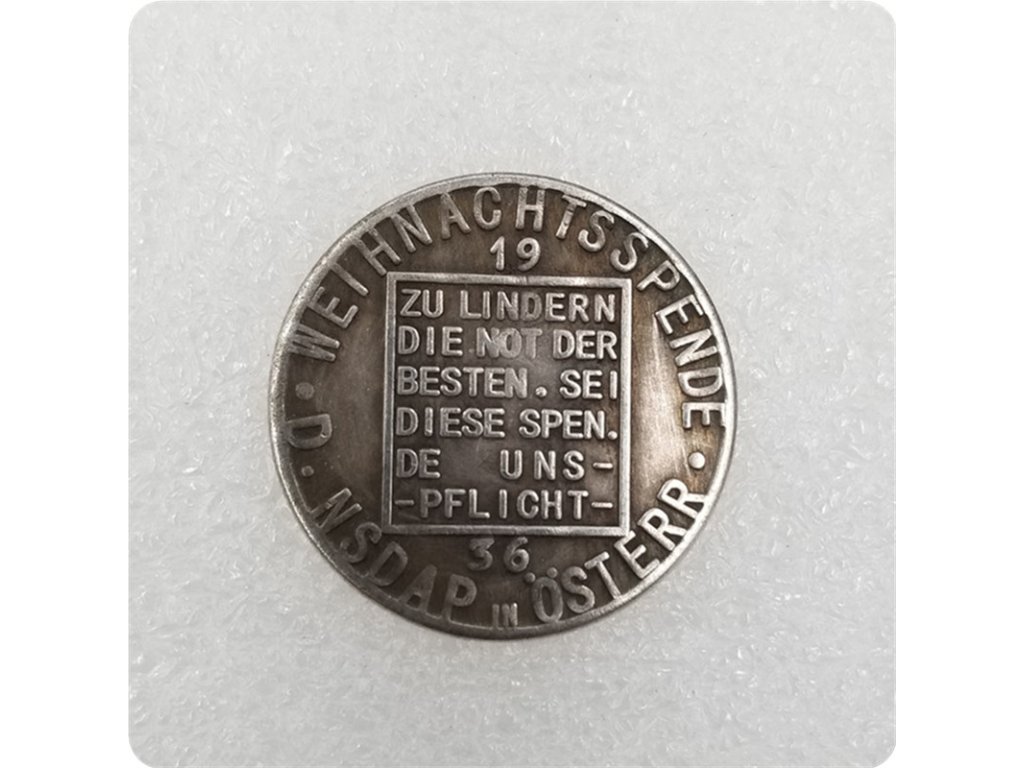 WEIHNACHTSSPENDE
· D · NSDAP IN ÖSTERR ·
19
ZU LINDERN
DIE NOT DER
BESTEN. SEI
DIESE SPEN.
DE UNS-
-PFLICHT-
36